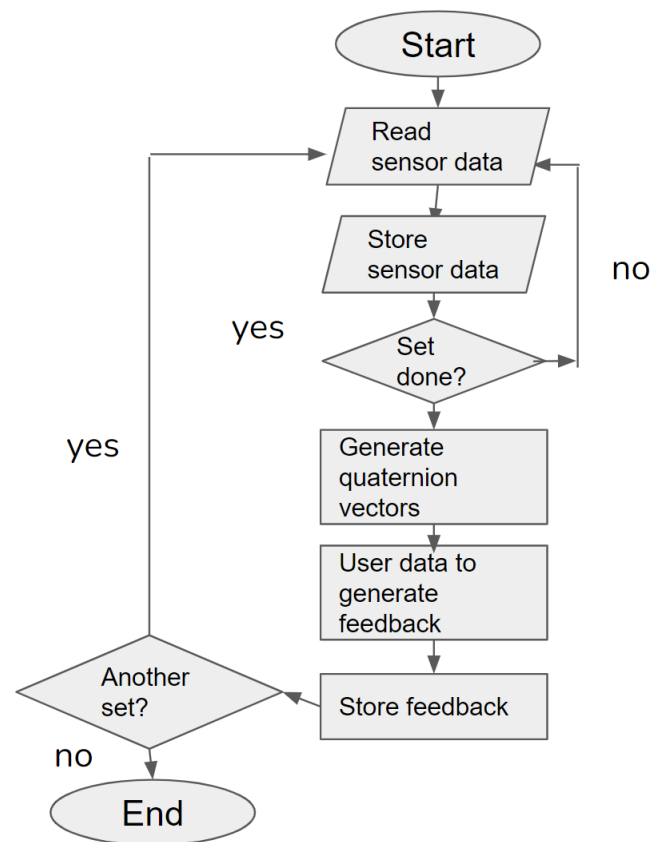 Start
Read
sensor data
Store
sensor data
no
yes
Set
done?
yes
Generate
quaternion
vectors
User data to
generate
feedback
Another
set?
Store feedback
no
End